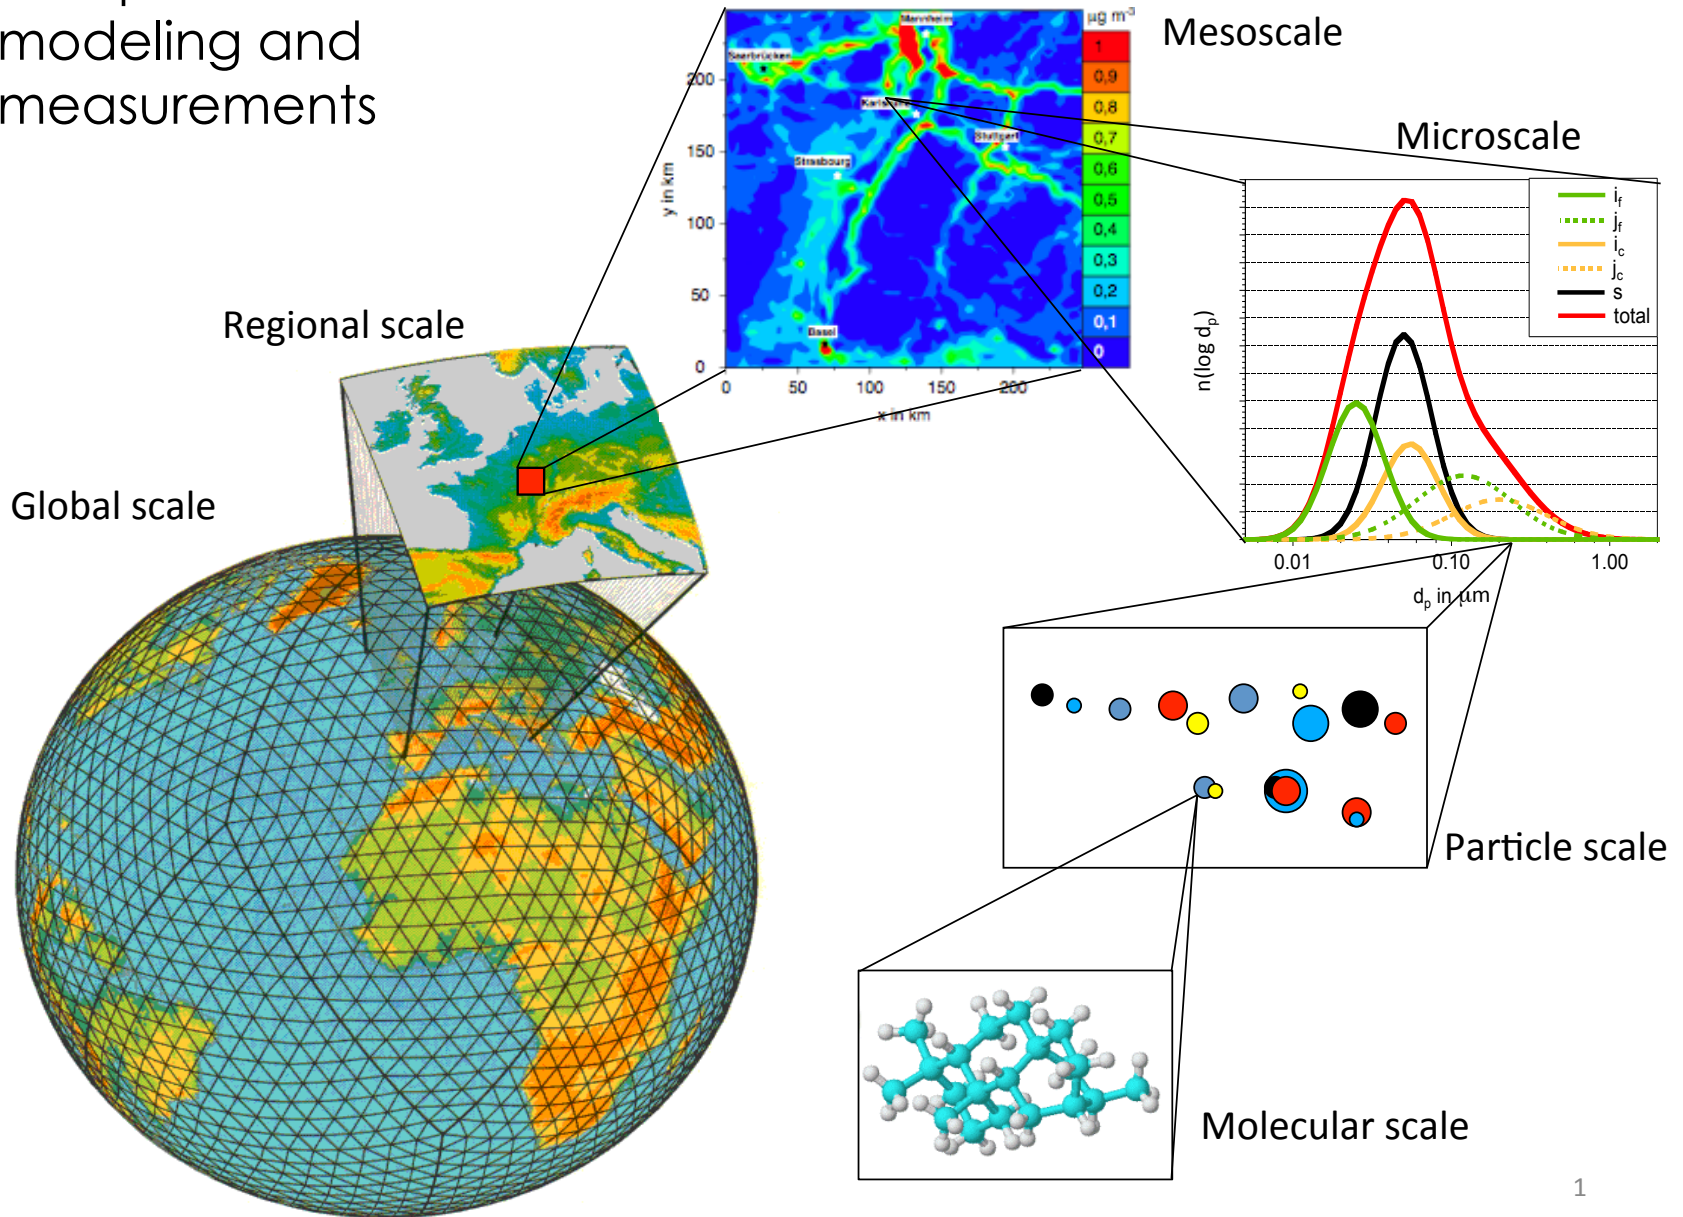 modeling and
measurements
Mesoscale
Microscale
Regional scale
Global scale
Particle scale
Molecular scale
µg m-3
1
0,9
0,8
0,7
0,6
0,5
0,4
0,3
0,2
0,1
0
Mannheim
Saarbrücken
Karlsruhe
Stuttgart
Strasbourg
Basel
y in km
200
150
100
50
0
0 50 100 150 200
x in km
if
jf
ic
jc
s
total
n(log dp)
0.01 0.10 1.00
dp in µm
1